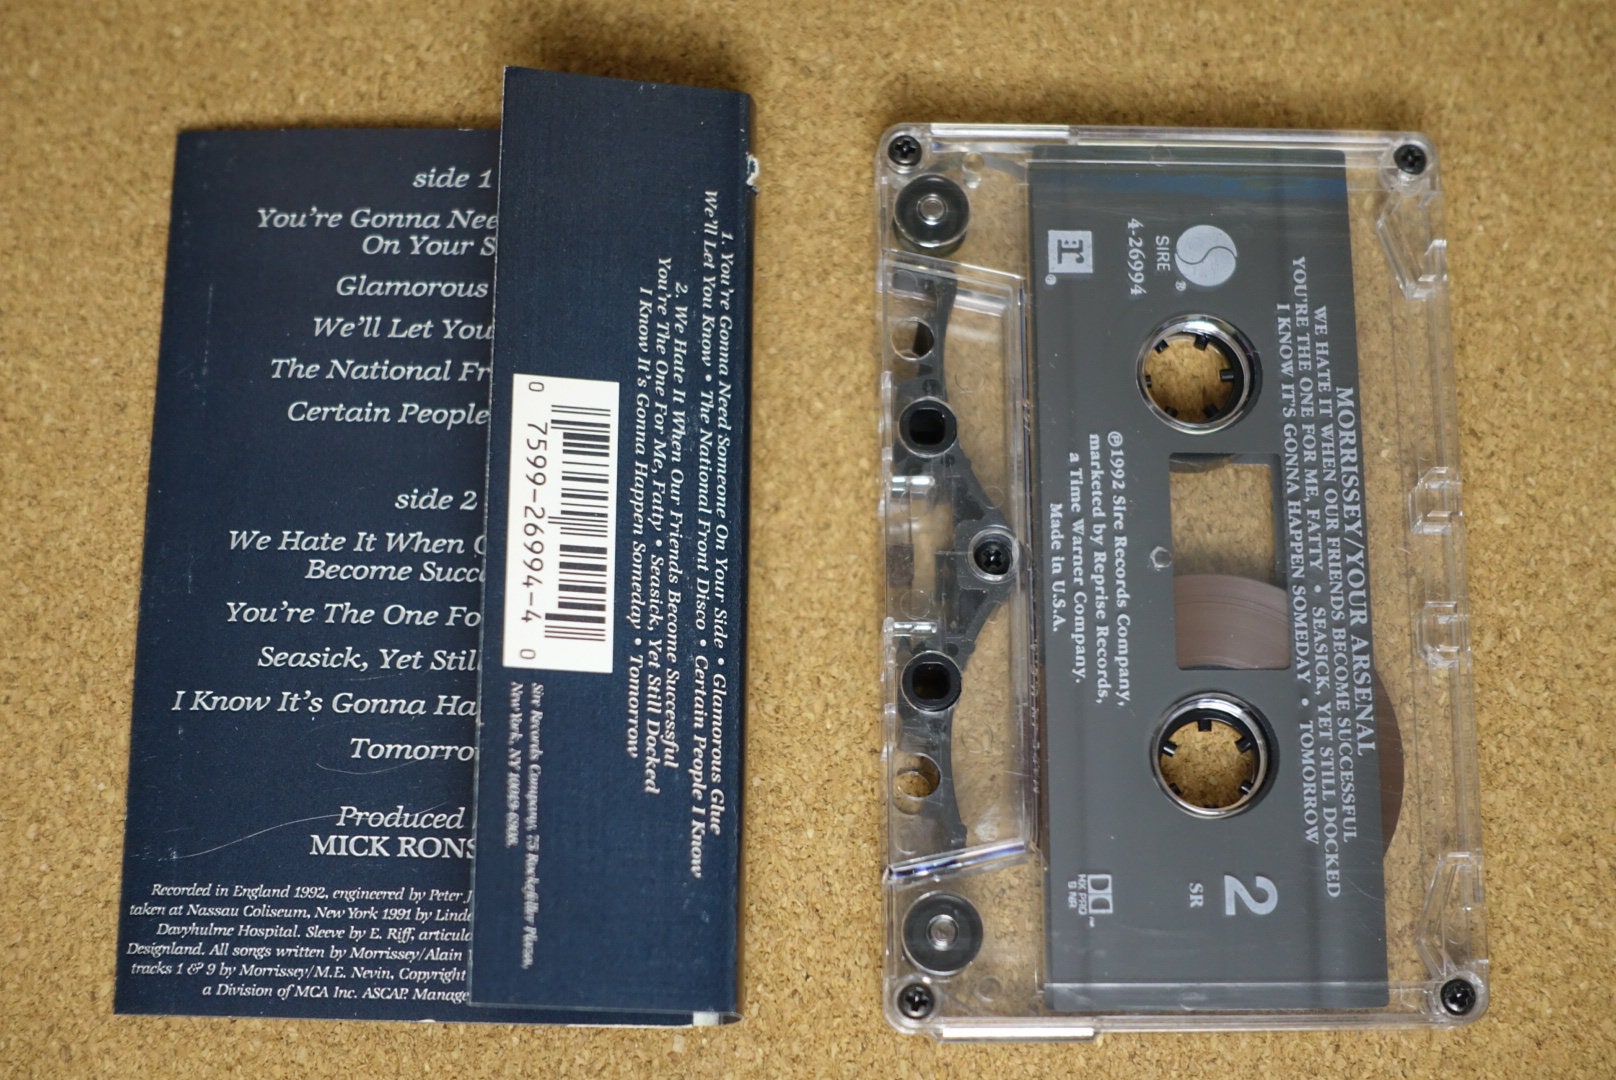 side 1
You're Gonna Nee
On Your S
Glamorous
We'll Let You
The National Fr
Certain People
side 2
We Hate It When
Become Succ
You're The One Fo
Seasick, Yet Still
I Know It's Gonna Ha
Tomorrow
Produced
MICK RONS
Recorded in England 1992, engineered by Peter J
taken at Nassau Coliseum, New York 1991 by Linde
Davyhulme Hospital. Sleeve by E. Riff, articula
Designland. All songs written by Morrissey/Alain
tracks 1 & 9 by Morrissey/M.E. Nevin, Copyright
a Division of MCA Inc. ASCAP. Manage
1. You're Gonna Need Someone On Your Side • Glamorous Glue
We'll Let You Know • The National Front Disco • Certain People I Know
2. We Hate It When Our Friends Become Successful
You're The One For Me, Fatty • Seasick, Yet Still Docked
I Know It's Gonna Happen Someday • Tomorrow
0 7599-26994-4 0
Sire Records Company, 75 Rockefeller Plaza,
New York, NY 10019-6908.
MORRISSEY/YOUR ARSENAL
WE HATE IT WHEN OUR FRIENDS BECOME SUCCESSFUL
YOU'RE THE ONE FOR ME, FATTY • SEASICK, YET STILL DOCKED
I KNOW IT'S GONNA HAPPEN SOMEDAY • TOMORROW
SIRE ®
4-26994
r ®
2
SR
DD™
HX PRO
B NR
℗1992 Sire Records Company,
marketed by Reprise Records,
a Time Warner Company.
Made in U.S.A.